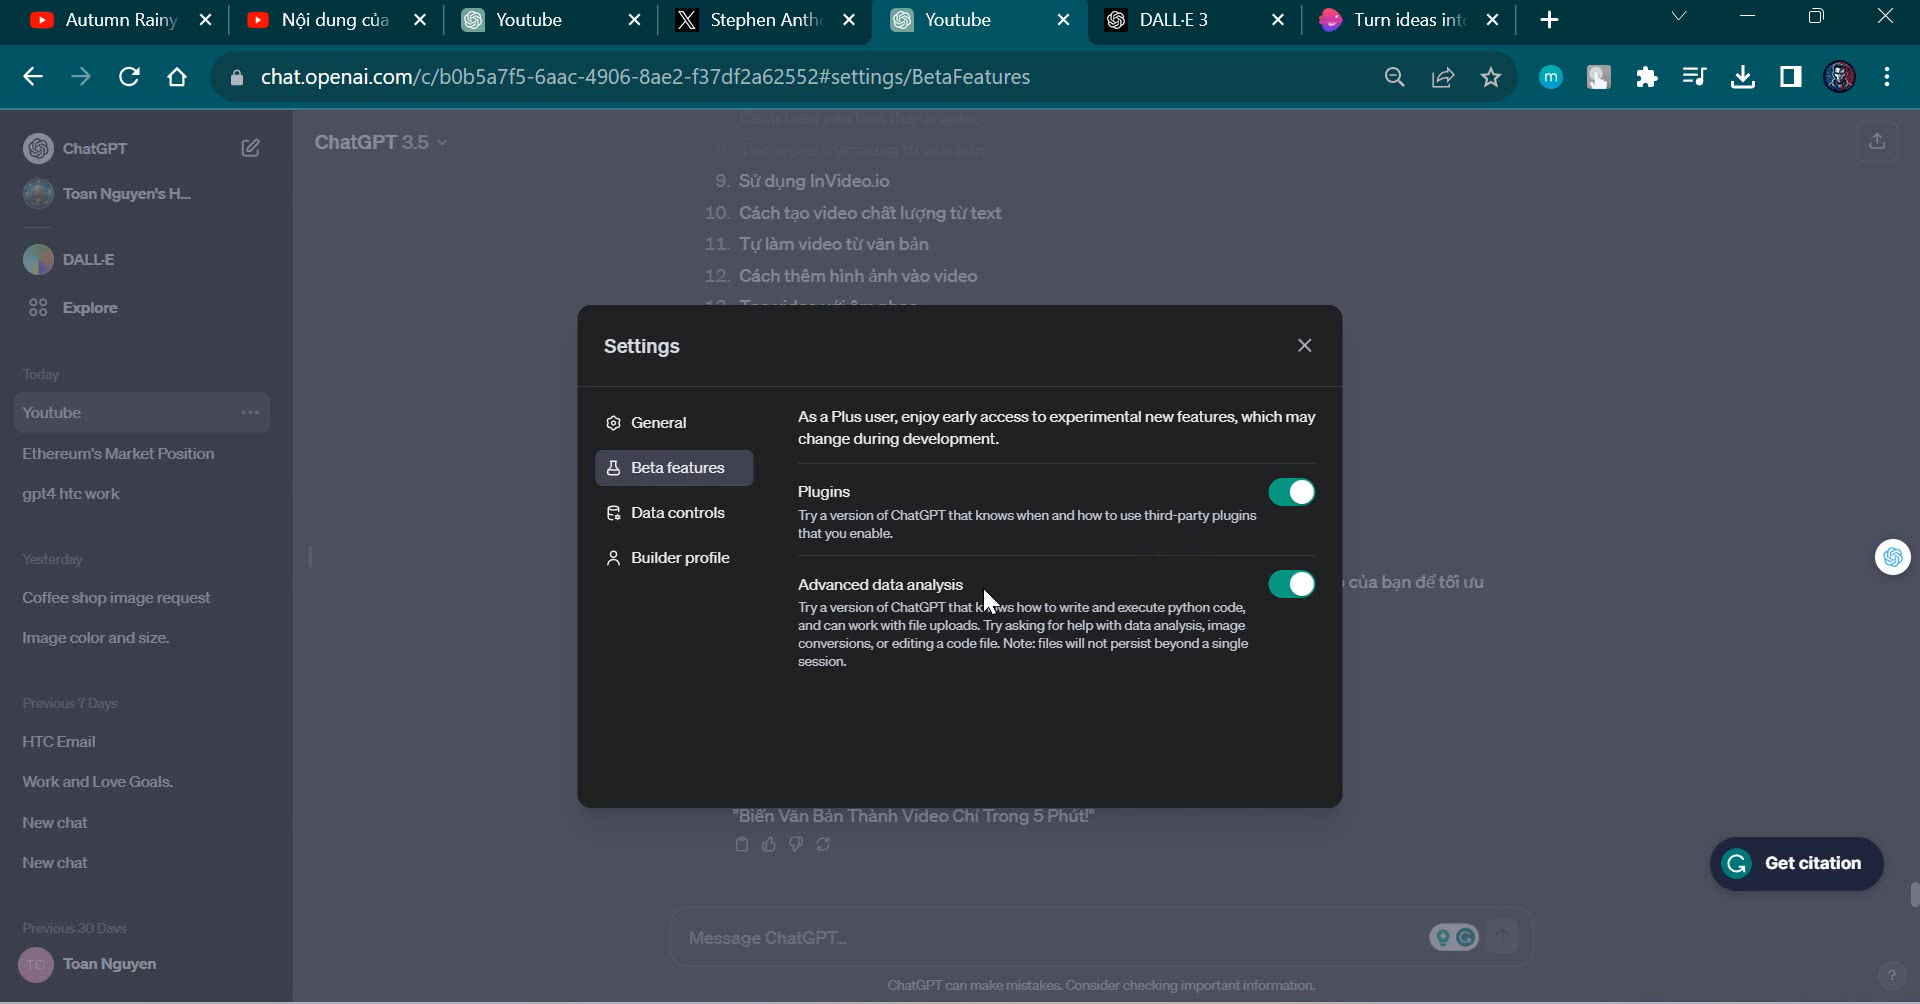 Autumn Rainy
Nội dung củа
Youtube
Stephen Anth
Youtube
DALL·E 3
Turn ideas int
chat.openai.com/c/b0b5a7f5-6aac-4906-8ae2-f37df2a62552#settings/BetaFeatures
m
ChatGPT
Toan Nguyen's H...
DALL·E
Explore
Today
Youtube
Ethereum's Market Position
gpt4 htc work
Yesterday
Coffee shop image request
Image color and size.
Previous 7 Days
HTC Email
Work and Love Goals.
New chat
New chat
Previous 30 Days
TO
Toan Nguyen
ChatGPT 3.5
9. Sử dụng InVideo.io
10. Cách tạo video chất lượng từ text
11. Tự làm video từ văn bản
12. Cách thêm hình ảnh vào video
Settings
General
Beta features
Data controls
Builder profile
As a Plus user, enjoy early access to experimental new features, which may
change during development.
Plugins
Try a version of ChatGPT that knows when and how to use third-party plugins
that you enable.
Advanced data analysis
Try a version of ChatGPT that knows how to write and execute python code,
and can work with file uploads. Try asking for help with data analysis, image
conversions, or editing a code file. Note: files will not persist beyond a single
session.
của bạn để tối ưu
"Biến Văn Bản Thành Video Chỉ Trong 5 Phút!"
Get citation
Message ChatGPT...
ChatGPT can make mistakes. Consider checking important information.
?